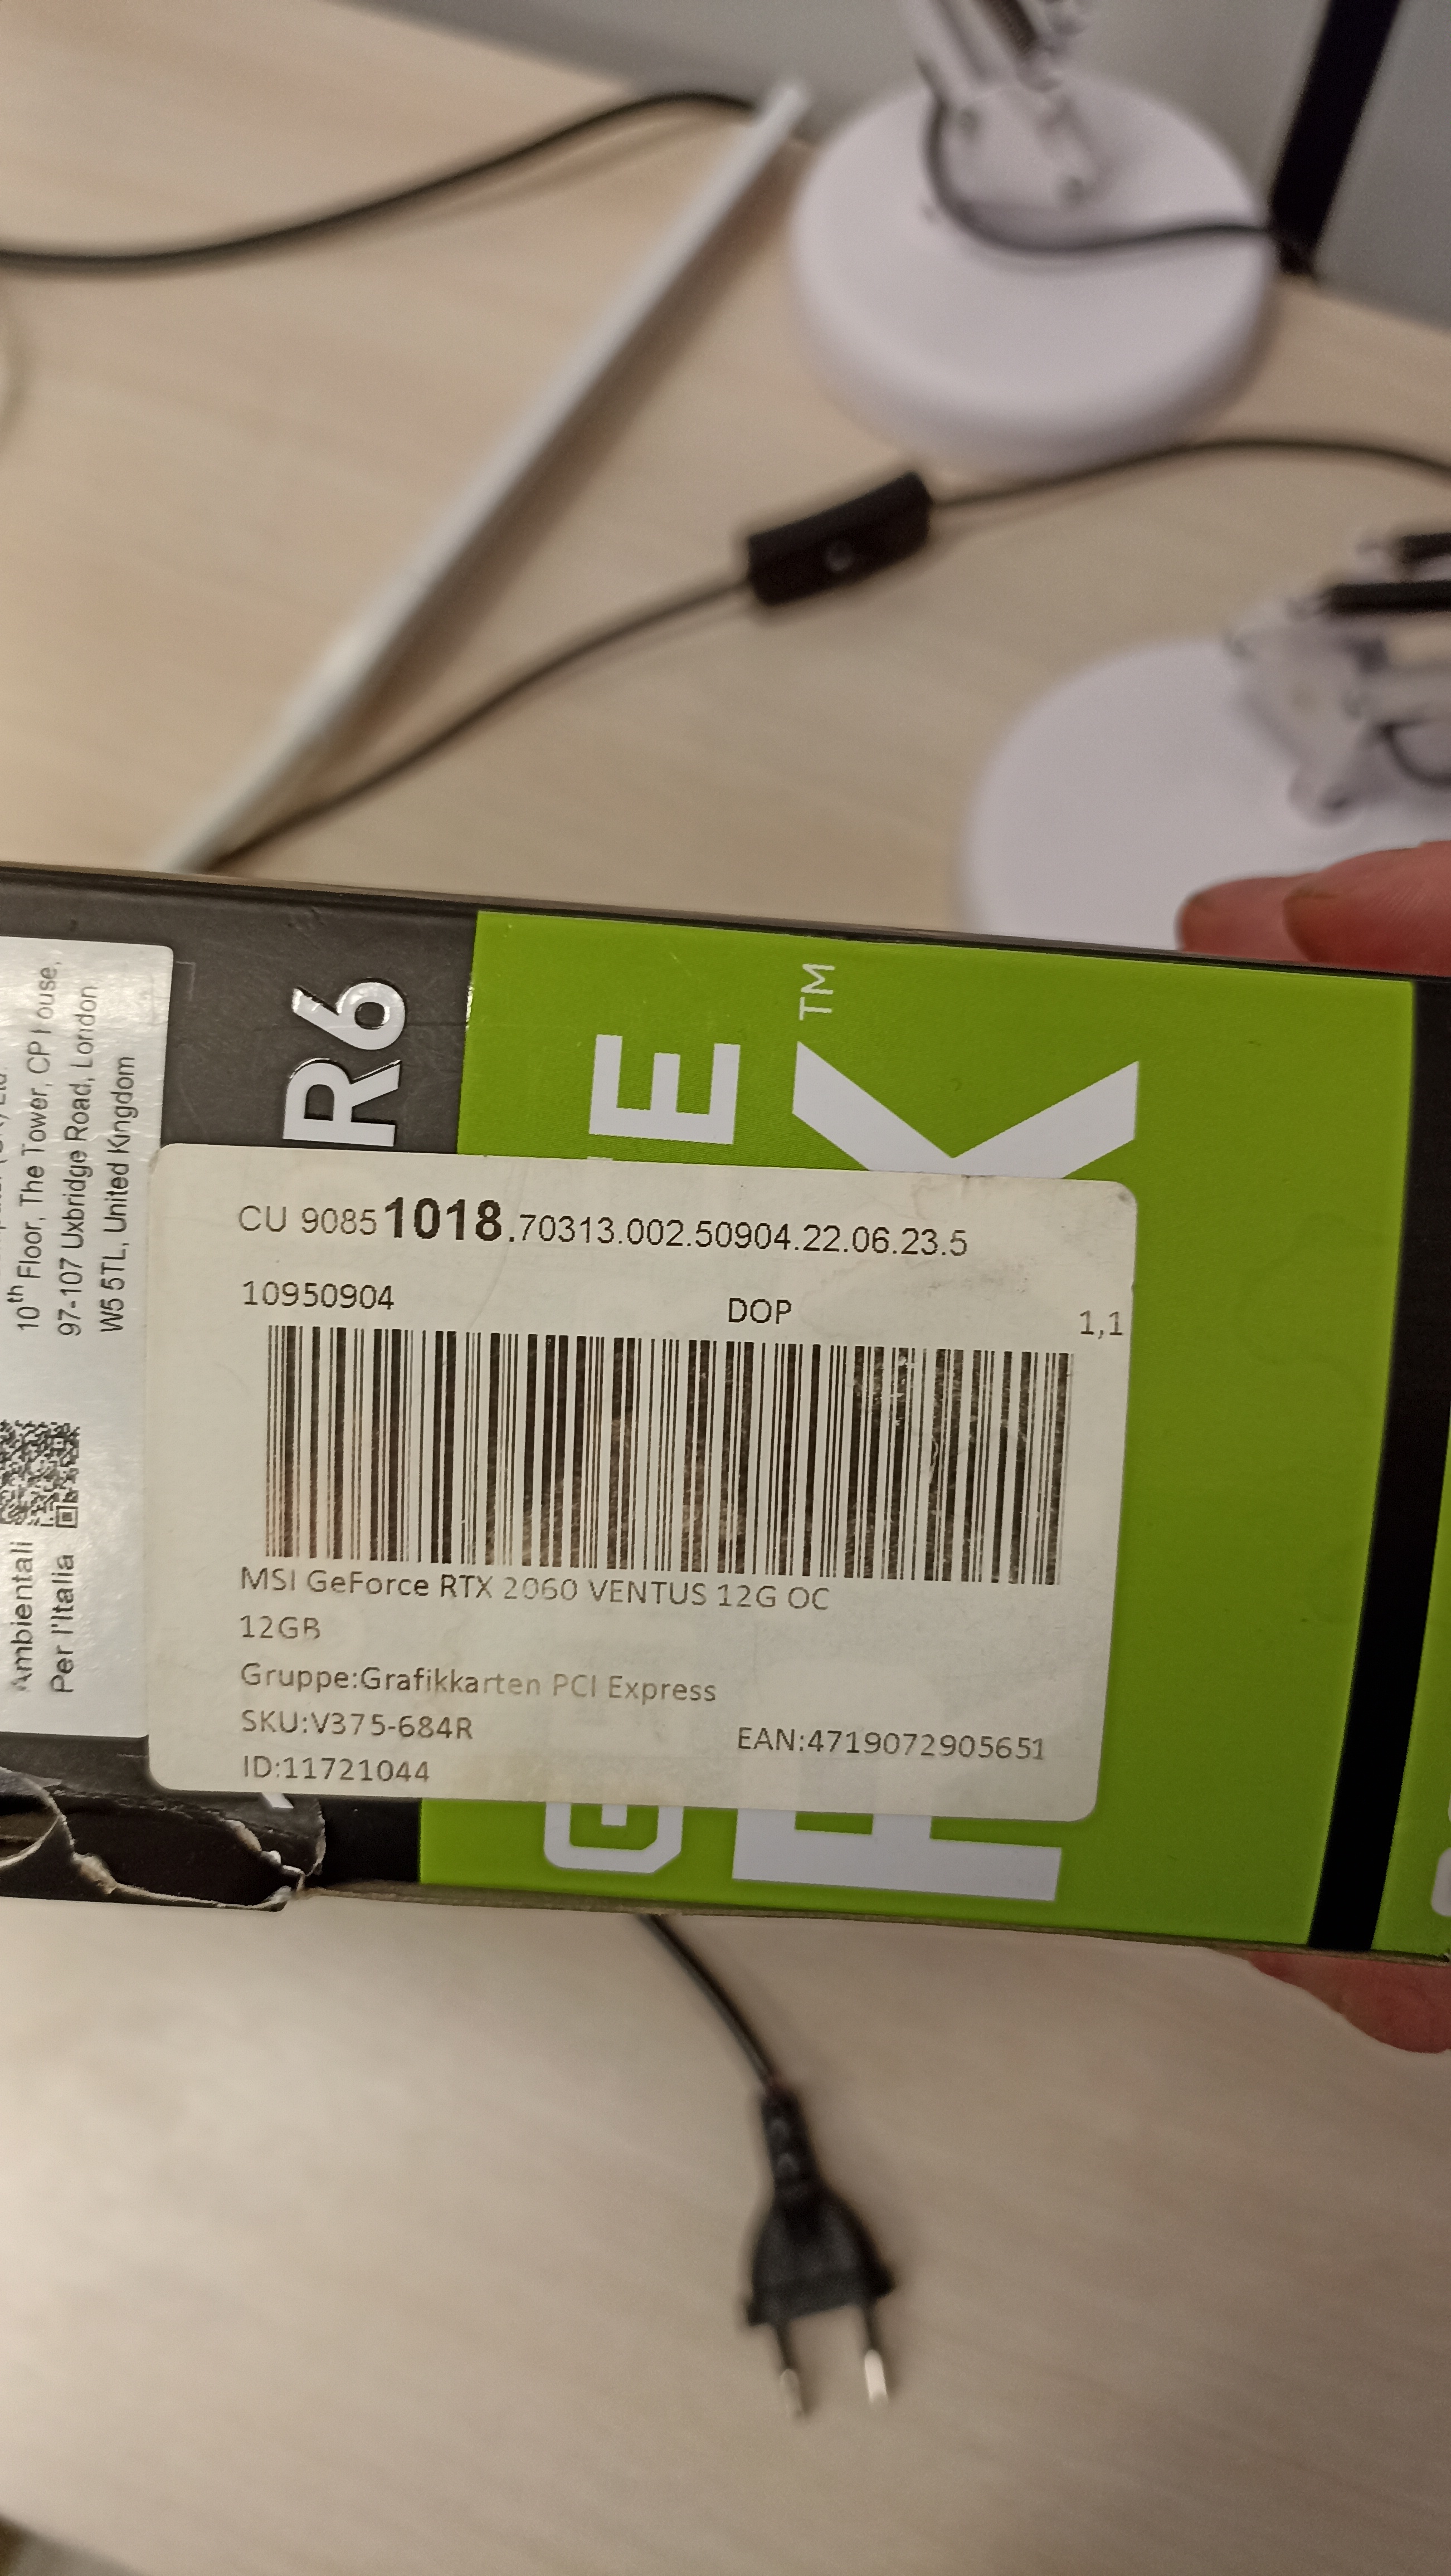 10th Floor, The Tower, CP House,
97-107 Uxbridge Road, London
W5 5TL, United Kingdom
Ambientali
Per l'Italia
R6
E
K™
CU 90851018.70313.002.50904.22.06.23.5
10950904 DOP 1,1
MSI GeForce RTX 2060 VENTUS 12G OC
12GB
Gruppe:Grafikkarten PCI Express
SKU:V375-684R EAN:4719072905651
ID:11721044
G